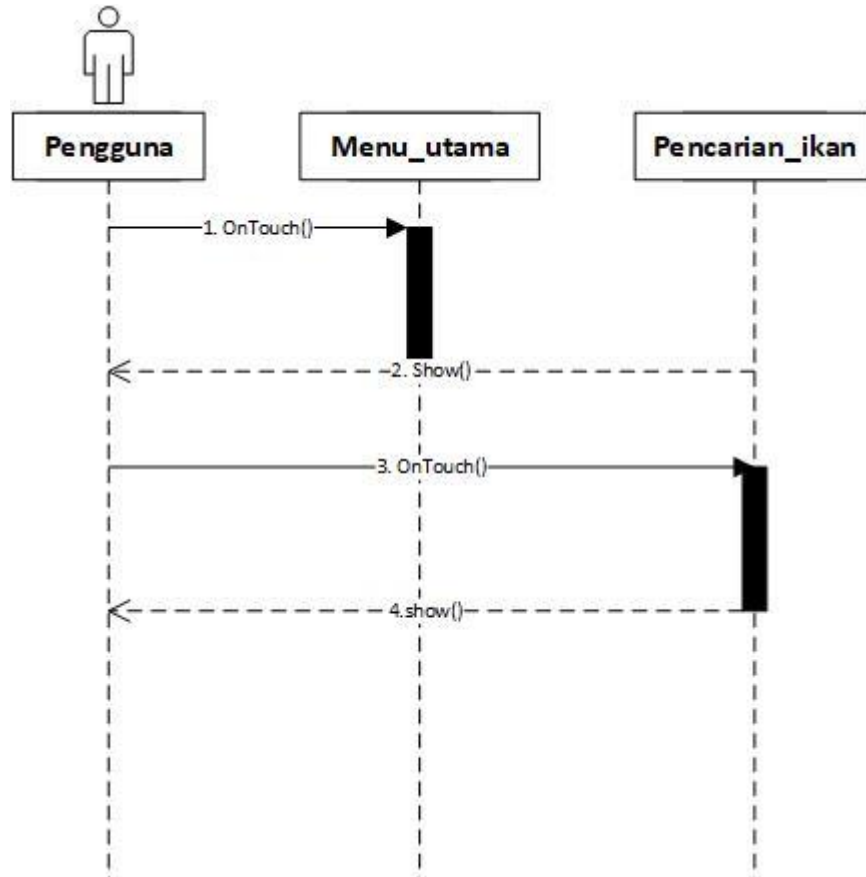 Pengguna
Menu_utama
Pencarian_ikan
1. OnTouch()
2. Show()
3. OnTouch()
4.show()